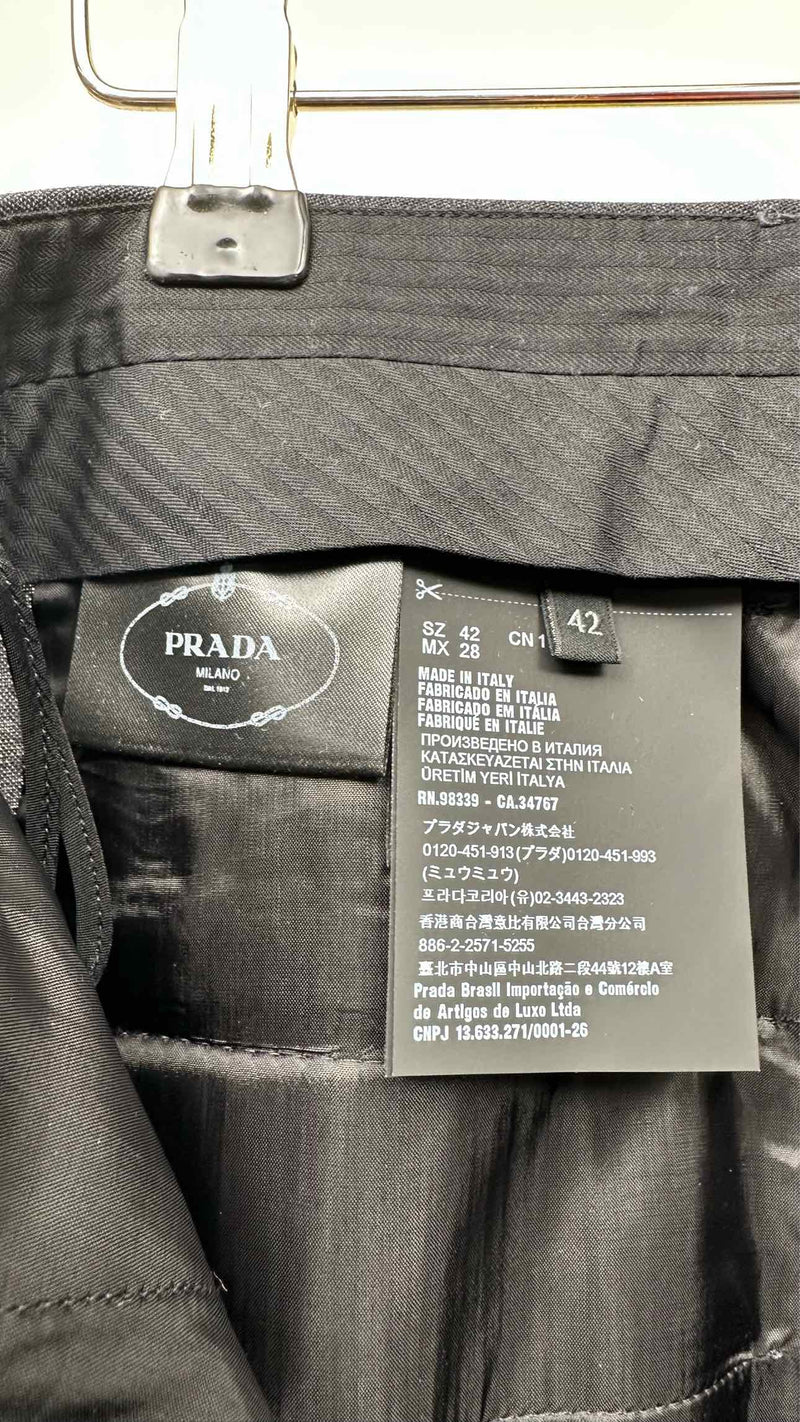 PRADA
MILANO
DAL 1913
SZ 42 CN 1
MX 28
42
MADE IN ITALY
FABRICADO EN ITALIA
FABRICADO EM ITÁLIA
FABRIQUÉ EN ITALIE
ПРОИЗВЕДЕНО В ИТАЛИЯ
ΚΑΤΑΣΚΕΥΑΖΕΤΑΙ ΣΤΗΝ ΙΤΑΛΙΑ
ÜRETİM YERİ İTALYA
RN.98339 - CA.34767
プラダジャパン株式会社
0120-451-913(プラダ)0120-451-993
(ミュウミュウ)
프라다코리아(유)02-3443-2323
香港商台灣意比有限公司台灣分公司
886-2-2571-5255
臺北市中山區中山北路二段44號12樓A室
Prada Brasil Importação e Comércio
de Artigos de Luxo Ltda
CNPJ 13.633.271/0001-26